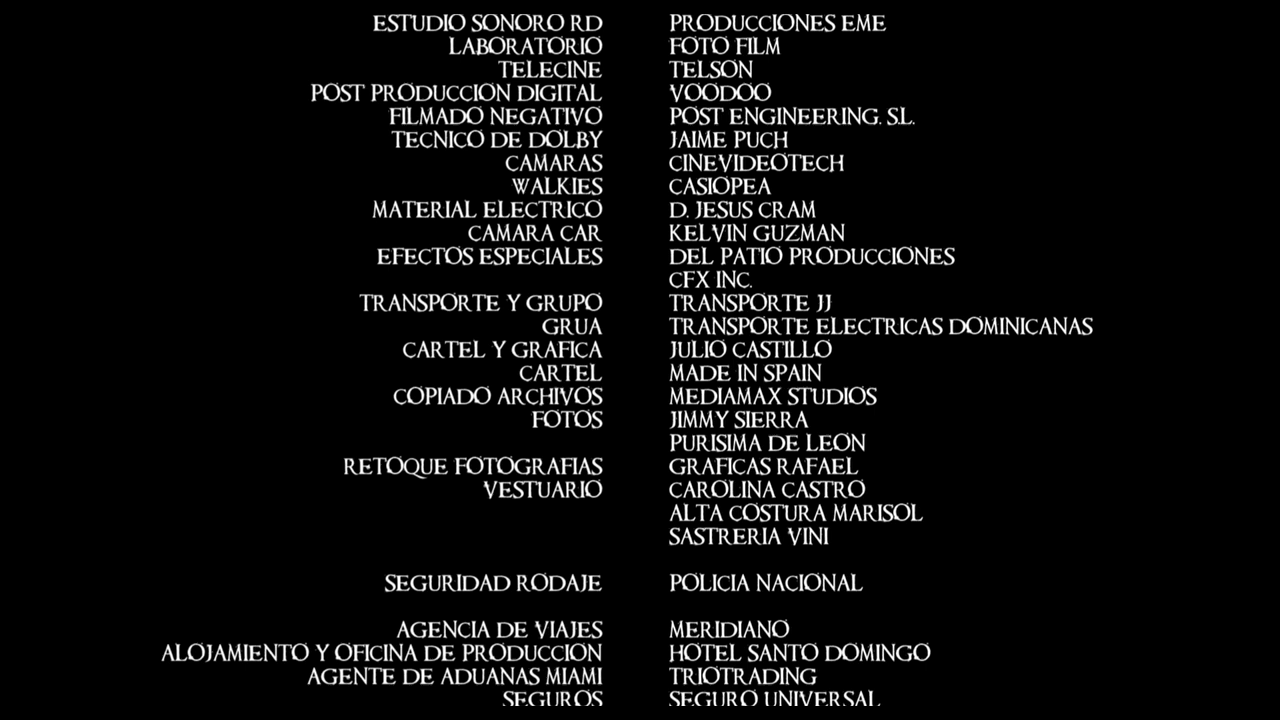 ESTUDIO SONORO RD PRODUCCIONES EME
LABORATORIO FOTO FILM
TELECINE TELSON
POST PRODUCCION DIGITAL VOODOO
FILMADO NEGATIVO POST ENGINEERING. S.L.
TECNICO DE DOLBY JAIME PUCH
CAMARAS CINEVIDEOTECH
WALKIES CASIOPEA
MATERIAL ELECTRICO D. JESUS CRAM
CAMARA CAR KELVIN GUZMAN
EFECTOS ESPECIALES DEL PATIO PRODUCCIONES
CFX INC.
TRANSPORTE Y GRUPO TRANSPORTE JJ
GRUA TRANSPORTE ELECTRICAS DOMINICANAS
CARTEL Y GRAFICA JULIO CASTILLO
CARTEL MADE IN SPAIN
COPIADO ARCHIVOS MEDIAMAX STUDIOS
FOTOS JIMMY SIERRA
PURISIMA DE LEON
RETOQUE FOTOGRAFIAS GRAFICAS RAFAEL
VESTUARIO CAROLINA CASTRO
ALTA COSTURA MARISOL
SASTRERIA VINI
SEGURIDAD RODAJE POLICIA NACIONAL
AGENCIA DE VIAJES MERIDIANO
ALOJAMIENTO Y OFICINA DE PRODUCCION HOTEL SANTO DOMINGO
AGENTE DE ADUANAS MIAMI TRIOTRADING
SEGUROS SEGURO UNIVERSAL